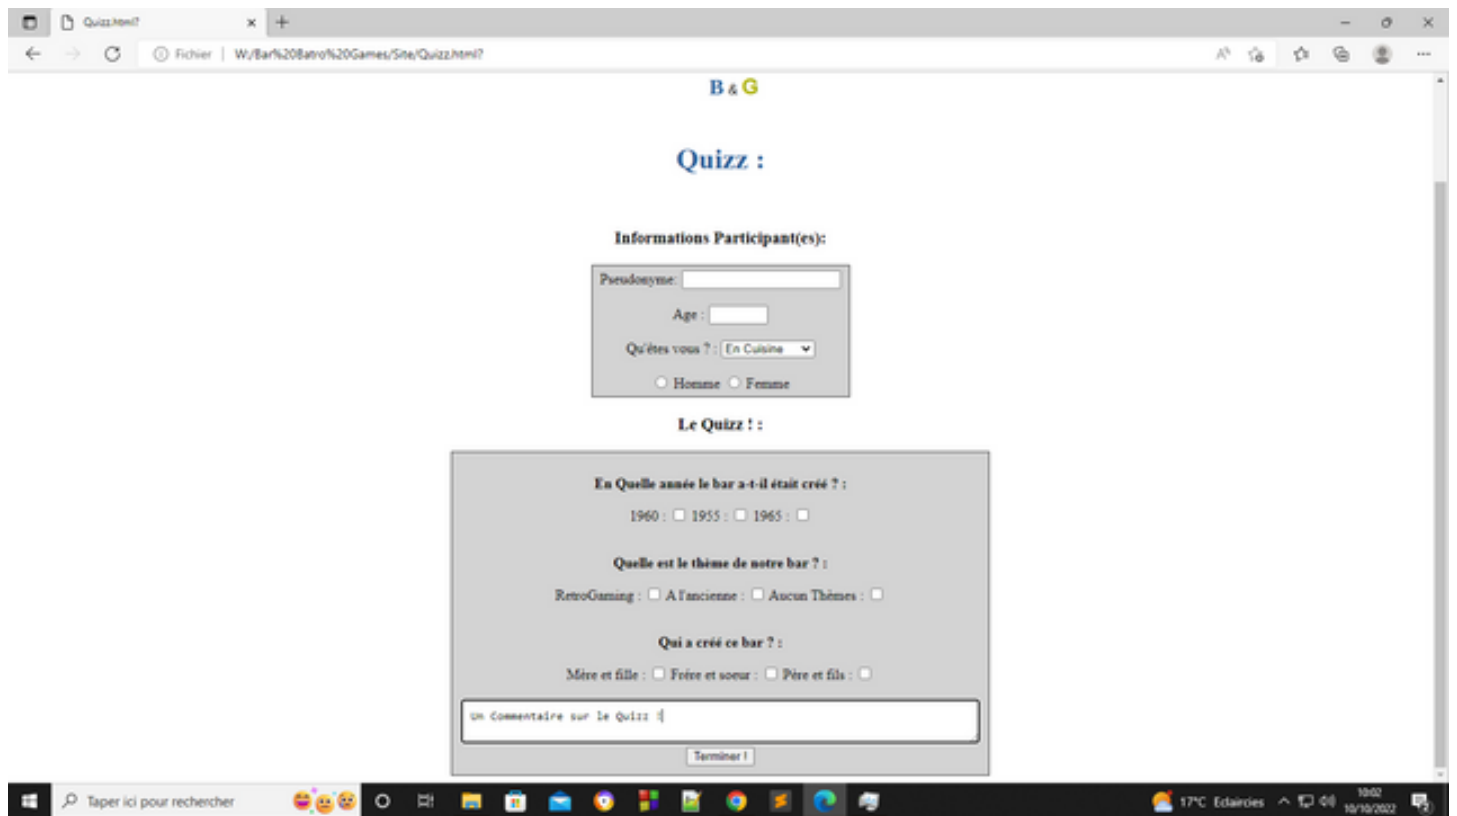 Quizz.html?
Fichier | W:/Bar%20Batro%20Games/Site/Quizz.html?
B & G
Quizz :
Informations Participant(es):
Pseudonyme:
Age :
Qu'êtes vous ? : En Cuisine
Homme Femme
Le Quizz ! :
En Quelle année le bar a-t-il était créé ? :
1960 : 1955 : 1965 :
Quelle est le thème de notre bar ? :
RetroGaming : A l'ancienne : Aucun Thèmes :
Qui a créé ce bar ? :
Mère et fille : Frére et soeur : Père et fils :
Un Commentaire sur le Quizz :
Terminer !
Taper ici pour rechercher
17°C Eclaircies
10:02
10/10/2022